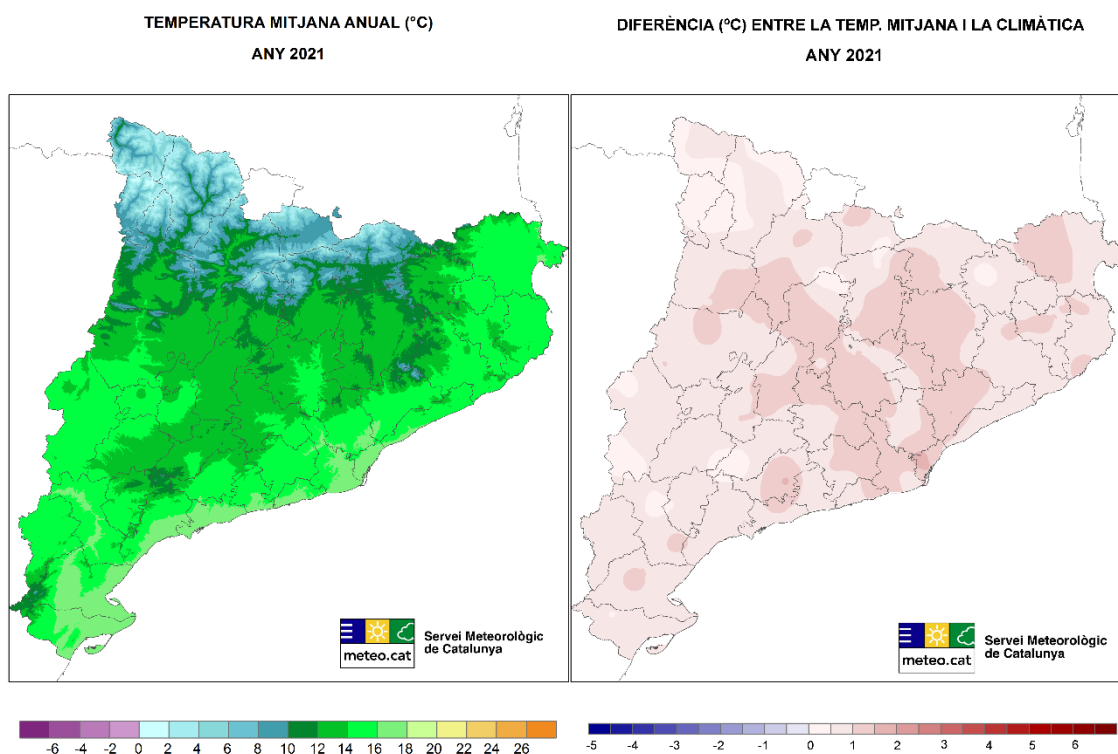 TEMPERATURA MITJANA ANUAL (°C)
ANY 2021
DIFERÈNCIA (ºC) ENTRE LA TEMP. MITJANA I LA CLIMÀTICA
ANY 2021
meteo.cat
Servei Meteorològic
de Catalunya
meteo.cat
Servei Meteorològic
de Catalunya
-6 -4 -2 0 2 4 6 8 10 12 14 16 18 20 22 24 26
-5 -4 -3 -2 -1 0 1 2 3 4 5 6